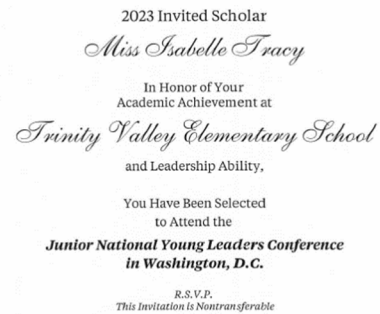 2023 Invited Scholar
Miss Isabelle Tracy
In Honor of Your
Academic Achievement at
Trinity Valley Elementary School
and Leadership Ability,
You Have Been Selected
to Attend the
Junior National Young Leaders Conference
in Washington, D.C.
R.S.V.P.
This Invitation is Nontransferable